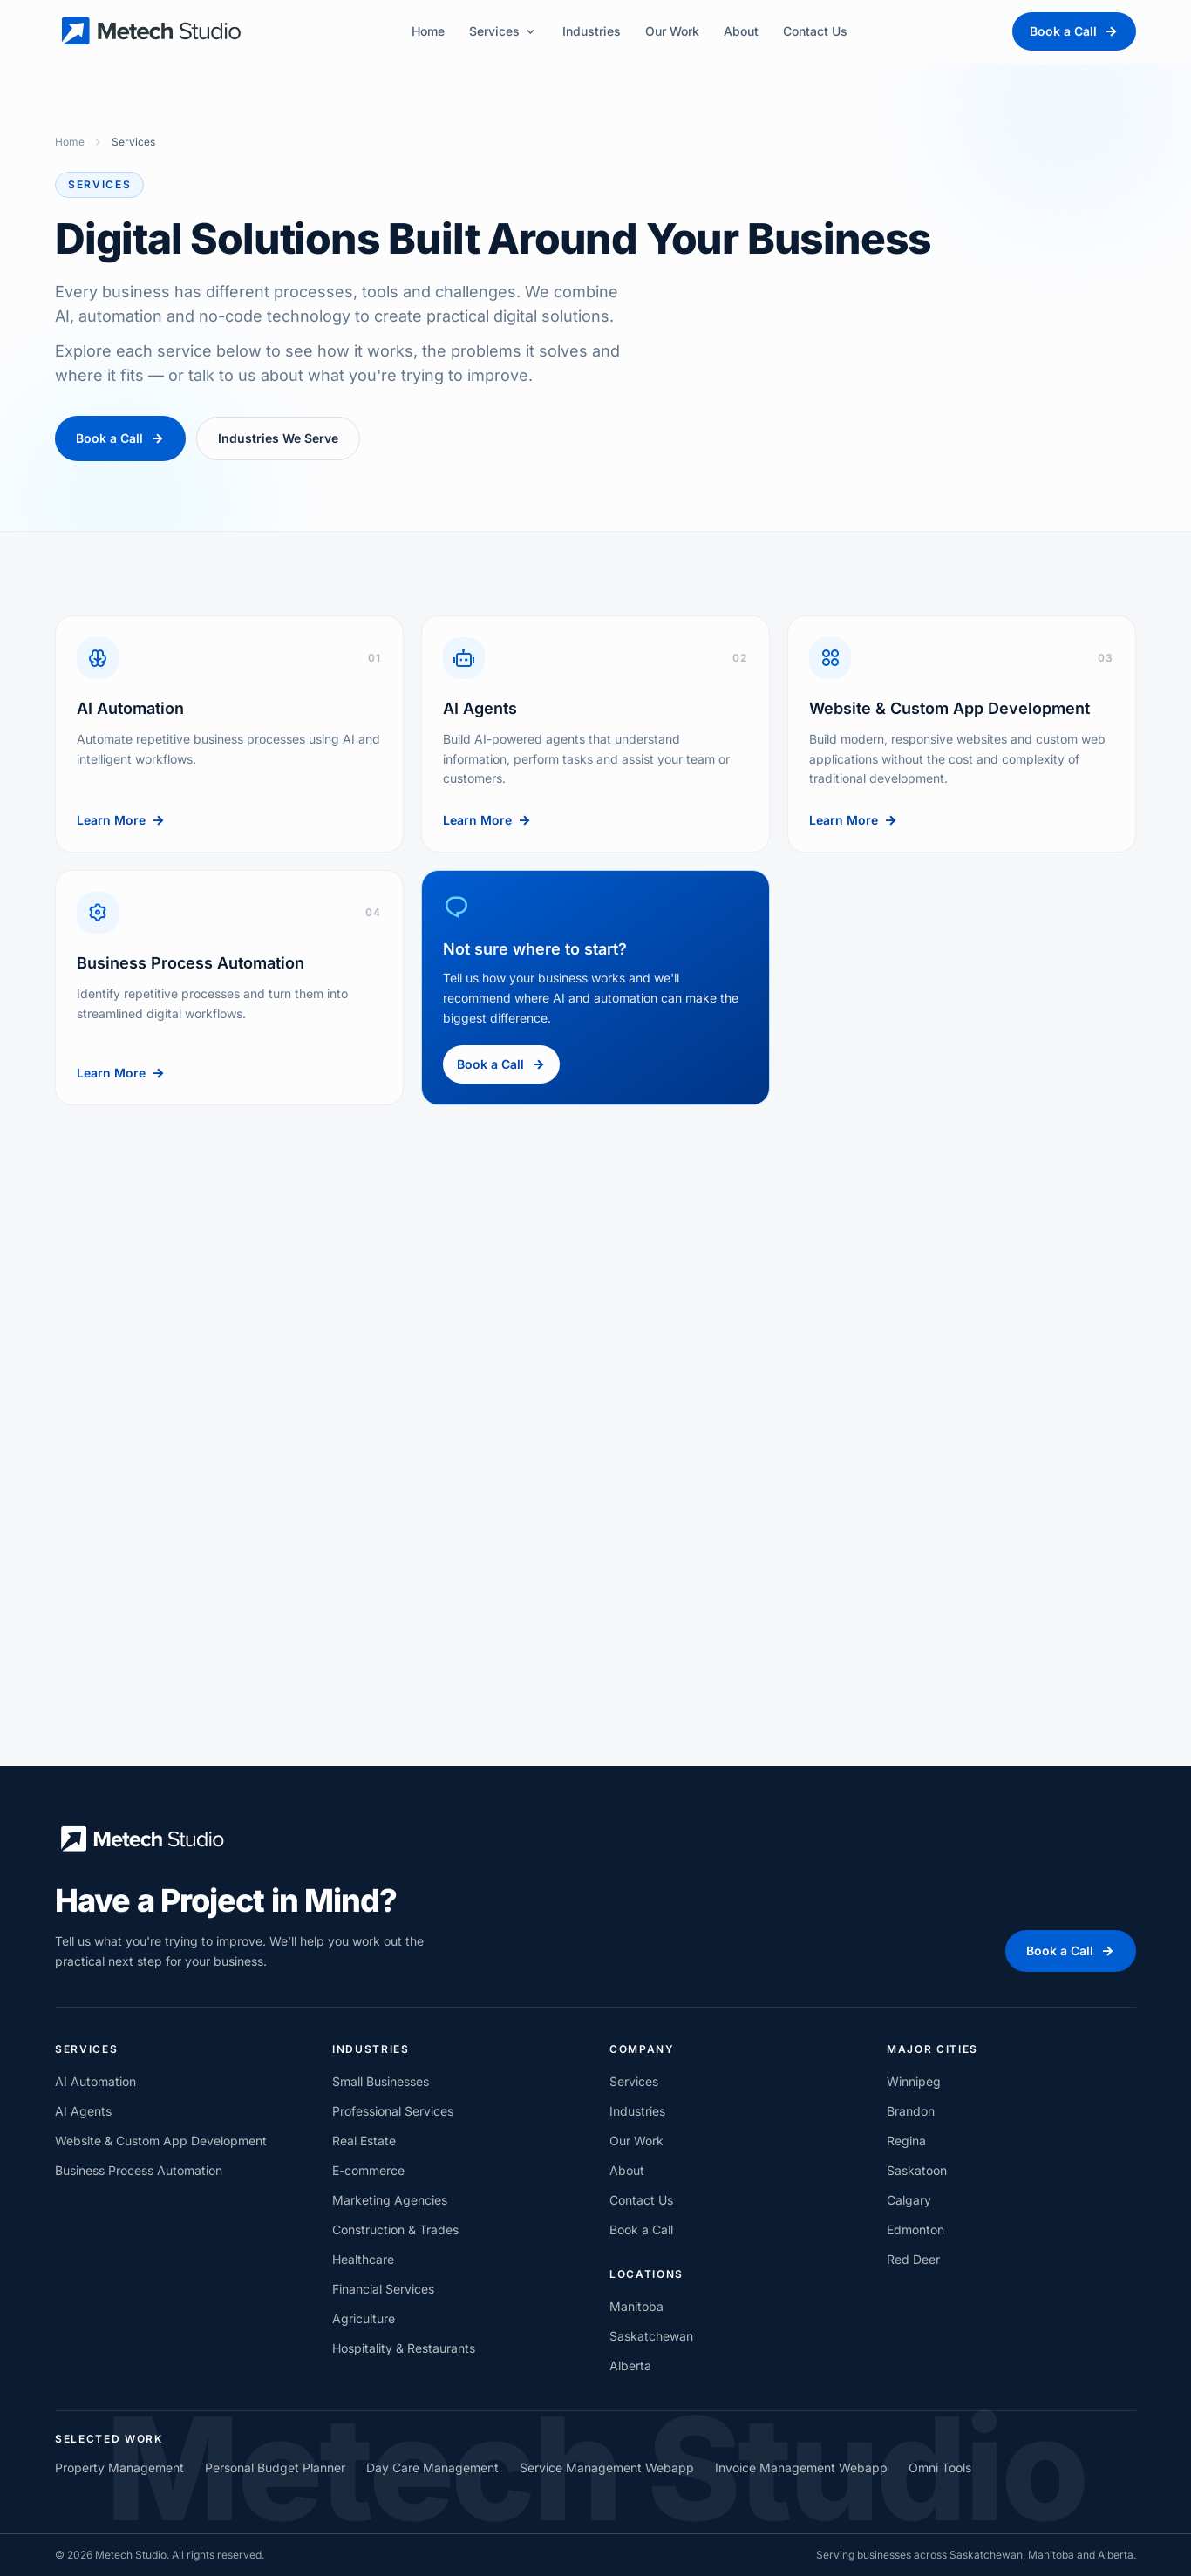 Metech Studio
Home
Services
Industries
Our Work
About
Contact Us
Book a Call
Home
Services
SERVICES
Digital Solutions Built Around Your Business
Every business has different processes, tools and challenges. We combine
AI, automation and no-code technology to create practical digital solutions.
Explore each service below to see how it works, the problems it solves and
where it fits — or talk to us about what you're trying to improve.
Book a Call
Industries We Serve
01
AI Automation
Automate repetitive business processes using AI and
intelligent workflows.
Learn More
02
AI Agents
Build AI-powered agents that understand
information, perform tasks and assist your team or
customers.
Learn More
03
Website & Custom App Development
Build modern, responsive websites and custom web
applications without the cost and complexity of
traditional development.
Learn More
04
Business Process Automation
Identify repetitive processes and turn them into
streamlined digital workflows.
Learn More
Not sure where to start?
Tell us how your business works and we'll
recommend where AI and automation can make the
biggest difference.
Book a Call
Metech Studio
Have a Project in Mind?
Tell us what you're trying to improve. We'll help you work out the
practical next step for your business.
Book a Call
SERVICES
AI Automation
AI Agents
Website & Custom App Development
Business Process Automation
INDUSTRIES
Small Businesses
Professional Services
Real Estate
E-commerce
Marketing Agencies
Construction & Trades
Healthcare
Financial Services
Agriculture
Hospitality & Restaurants
COMPANY
Services
Industries
Our Work
About
Contact Us
Book a Call
LOCATIONS
Manitoba
Saskatchewan
Alberta
MAJOR CITIES
Winnipeg
Brandon
Regina
Saskatoon
Calgary
Edmonton
Red Deer
Metech Studio
SELECTED WORK
Property Management
Personal Budget Planner
Day Care Management
Service Management Webapp
Invoice Management Webapp
Omni Tools
© 2026 Metech Studio. All rights reserved.
Serving businesses across Saskatchewan, Manitoba and Alberta.